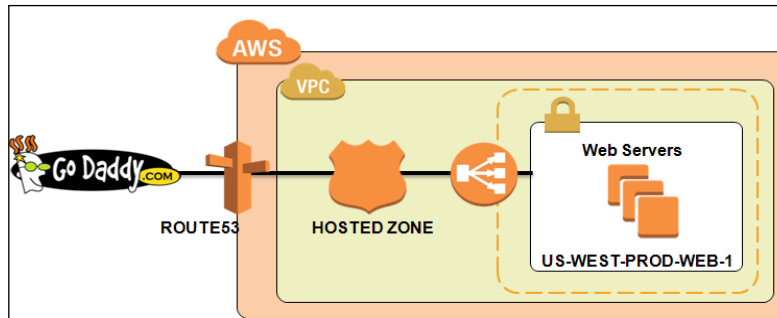 AWS
VPC
Go Daddy.COM
Web Servers
ROUTE53
HOSTED ZONE
US-WEST-PROD-WEB-1